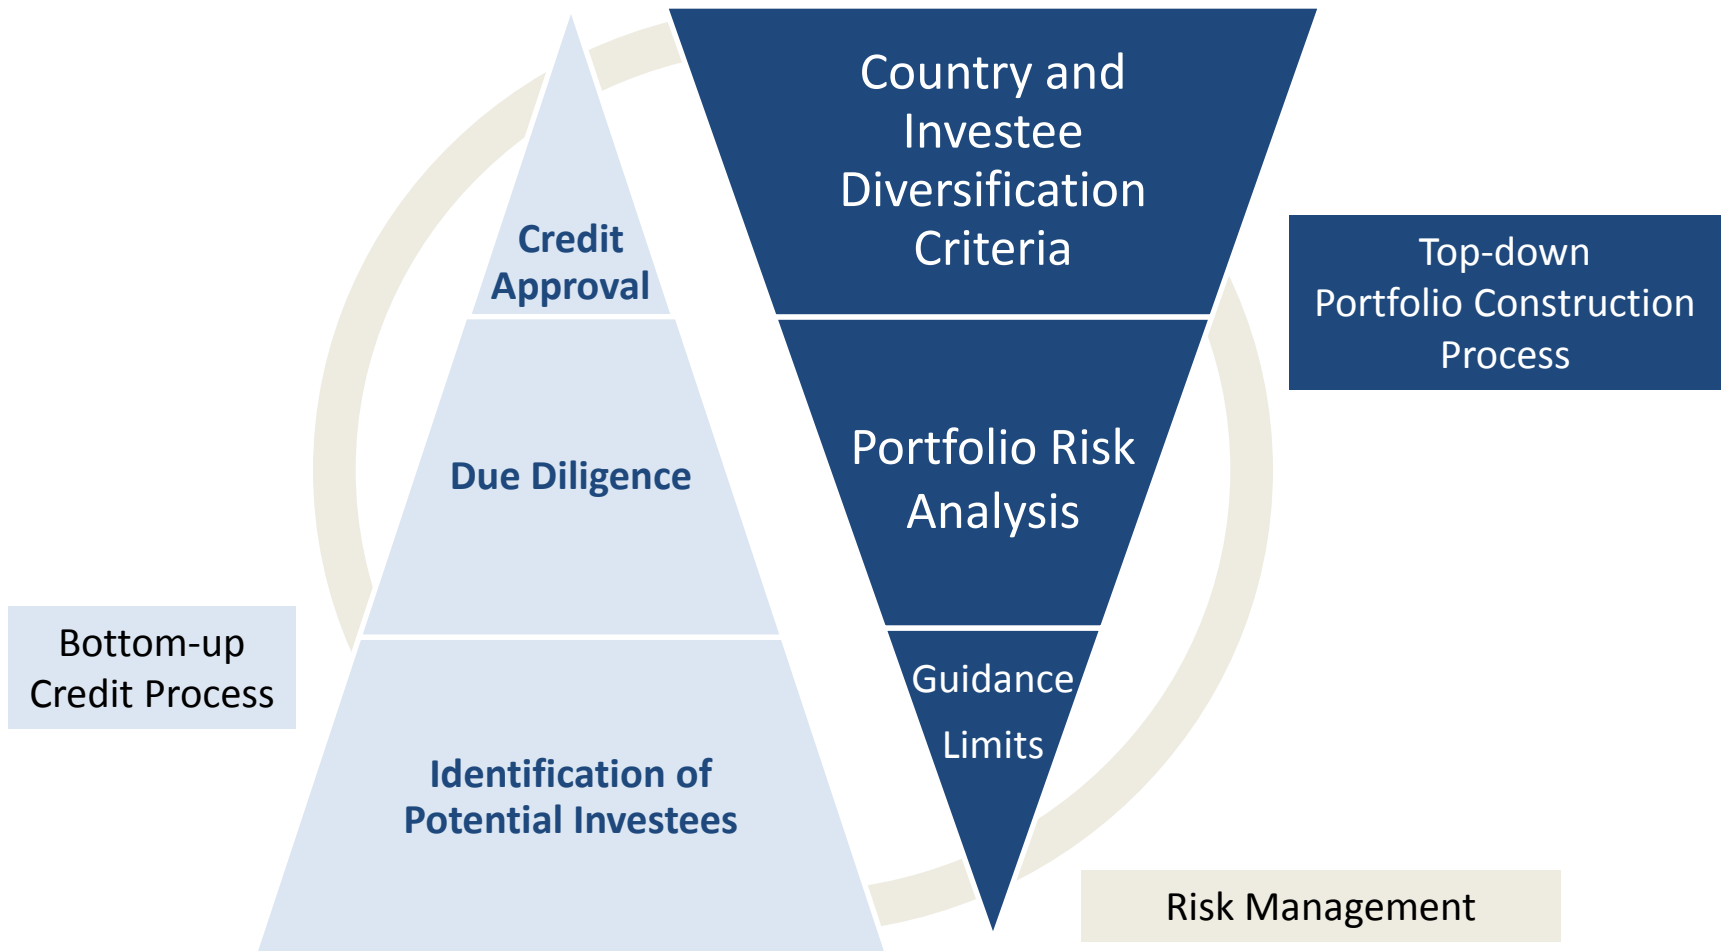 Credit
Approval
Due Diligence
Identification of
Potential Investees
Bottom-up
Credit Process
Country and
Investee
Diversification
Criteria
Portfolio Risk
Analysis
Guidance
Limits
Top-down
Portfolio Construction
Process
Risk Management